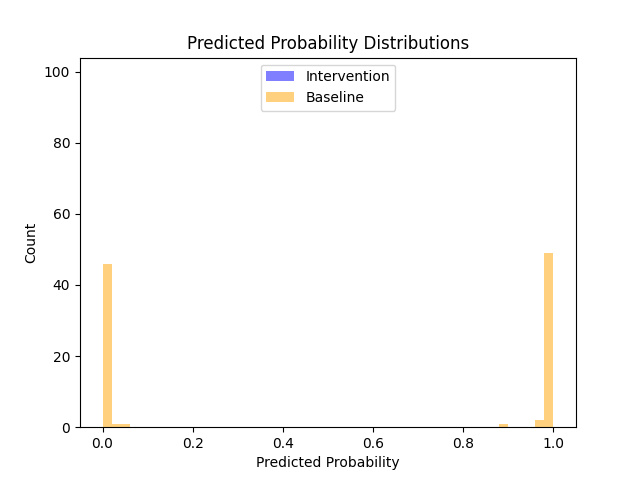 Predicted Probability Distributions
Intervention
Baseline
100
80
60
40
20
0
Count
0.0 0.2 0.4 0.6 0.8 1.0
Predicted Probability